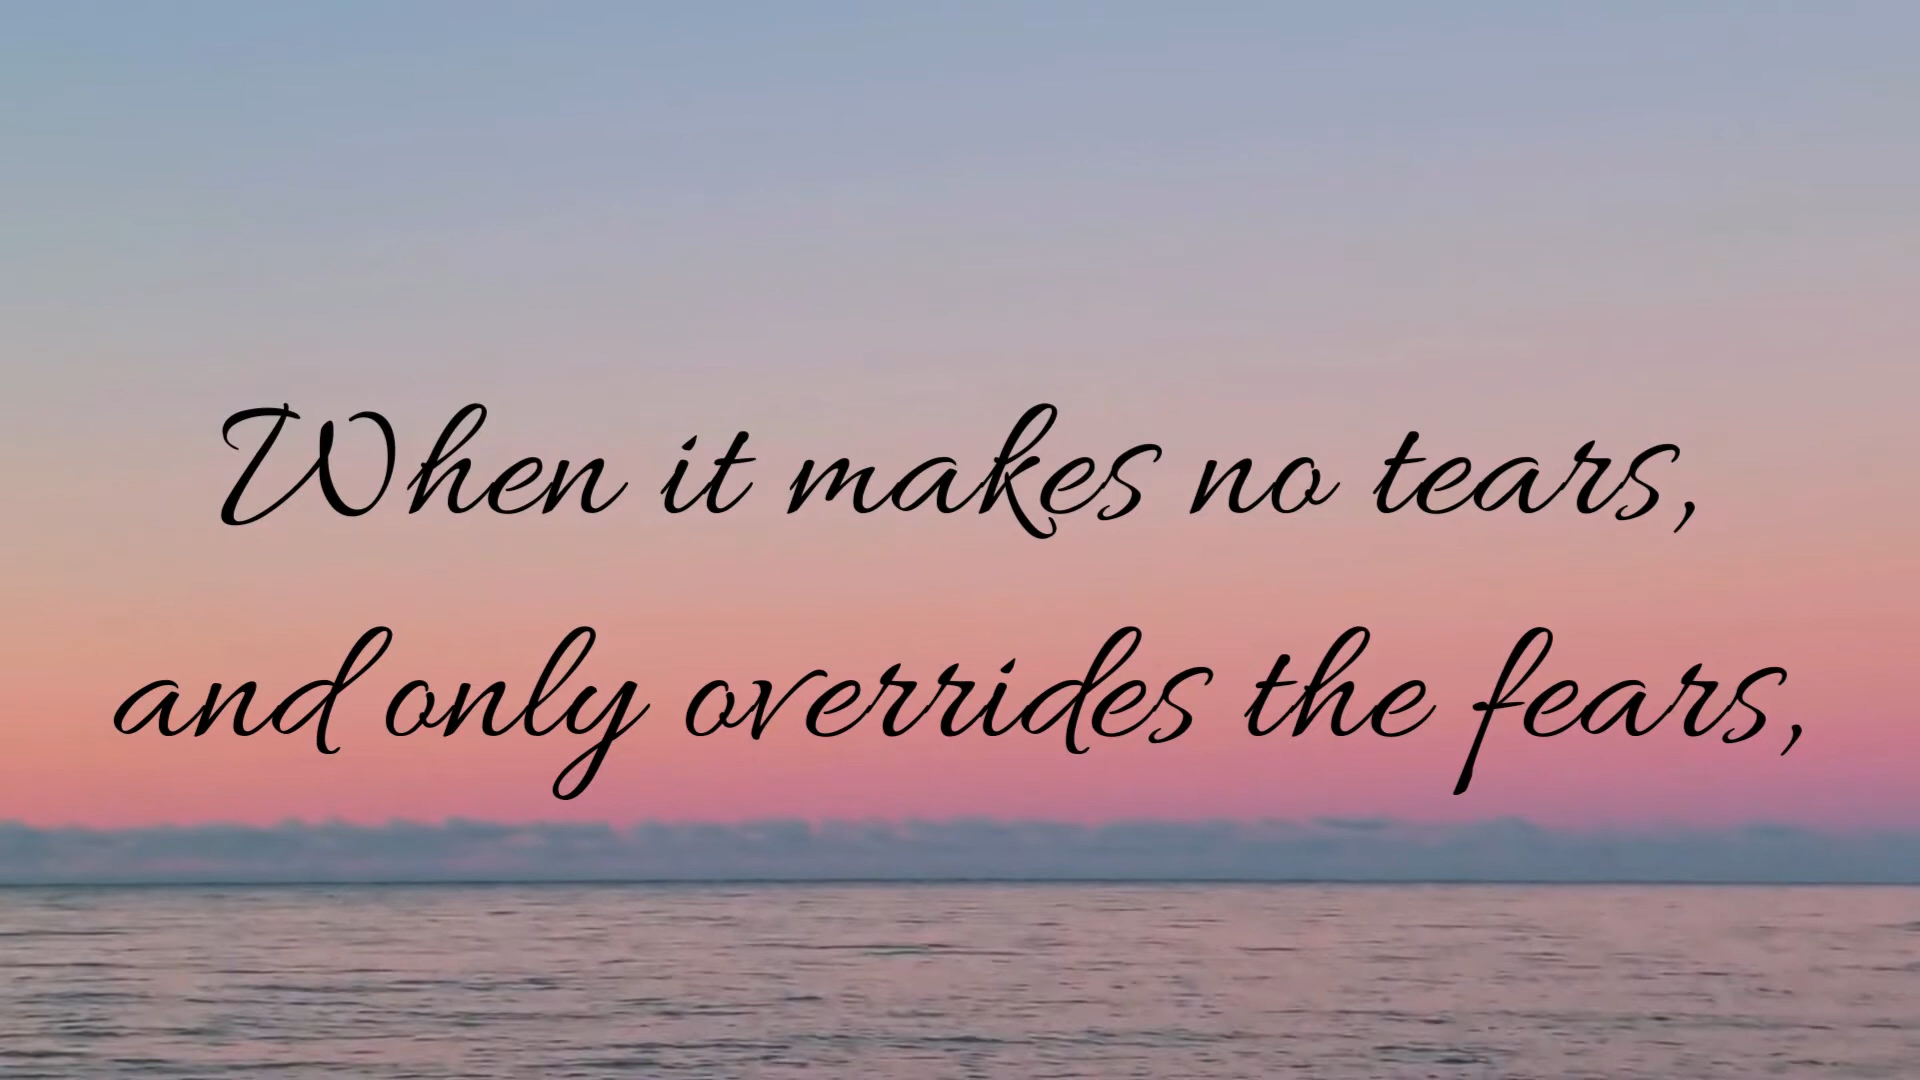 When it makes no tears,
and only overrides the fears,